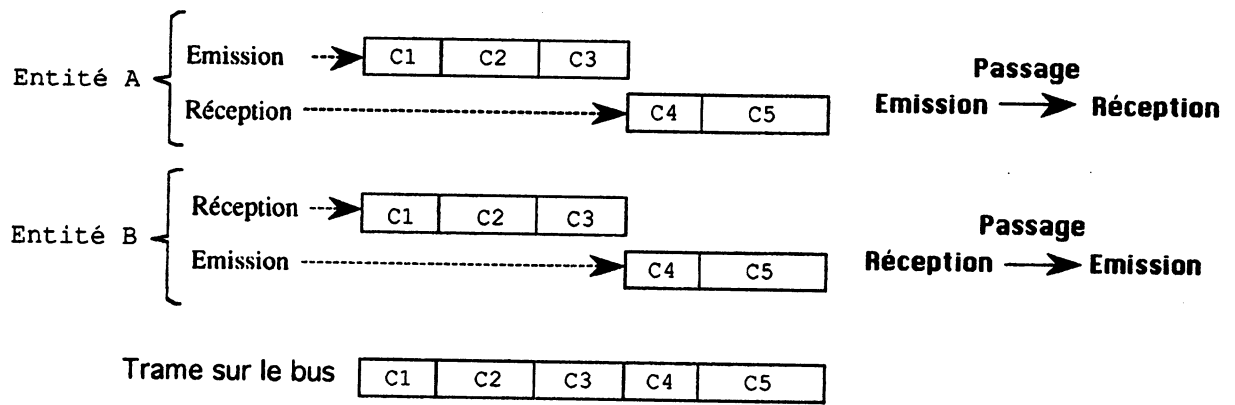 Entité A
Emission
C1 C2 C3
Réception
C4 C5
Passage
Emission Réception
Entité B
Réception
C1 C2 C3
Emission
C4 C5
Passage
Réception Emission
Trame sur le bus
C1 C2 C3 C4 C5